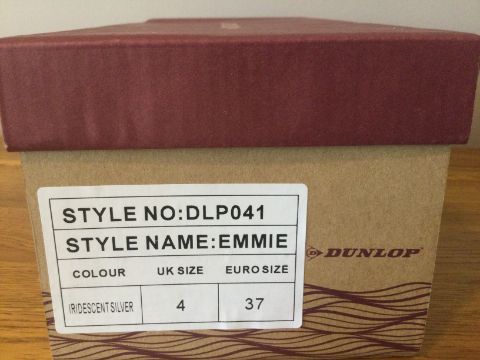 STYLE NO:DLP041
STYLE NAME:EMMIE
COLOUR UK SIZE EURO SIZE
IRIDESCENT SILVER 4 37
DUNLOP